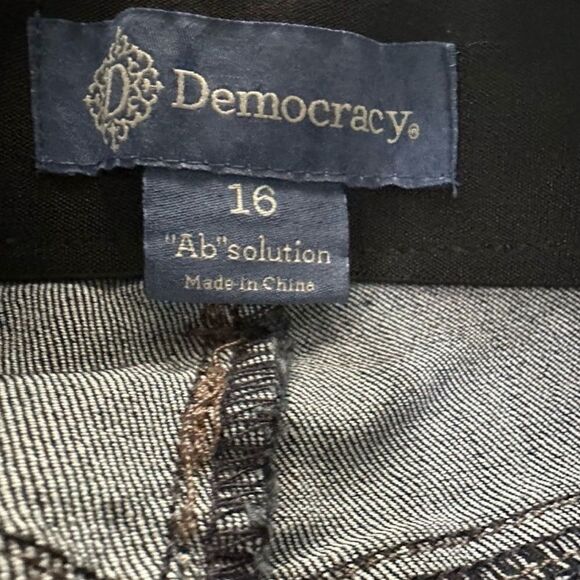 D
Democracy®
16
"Ab"solution
Made in China